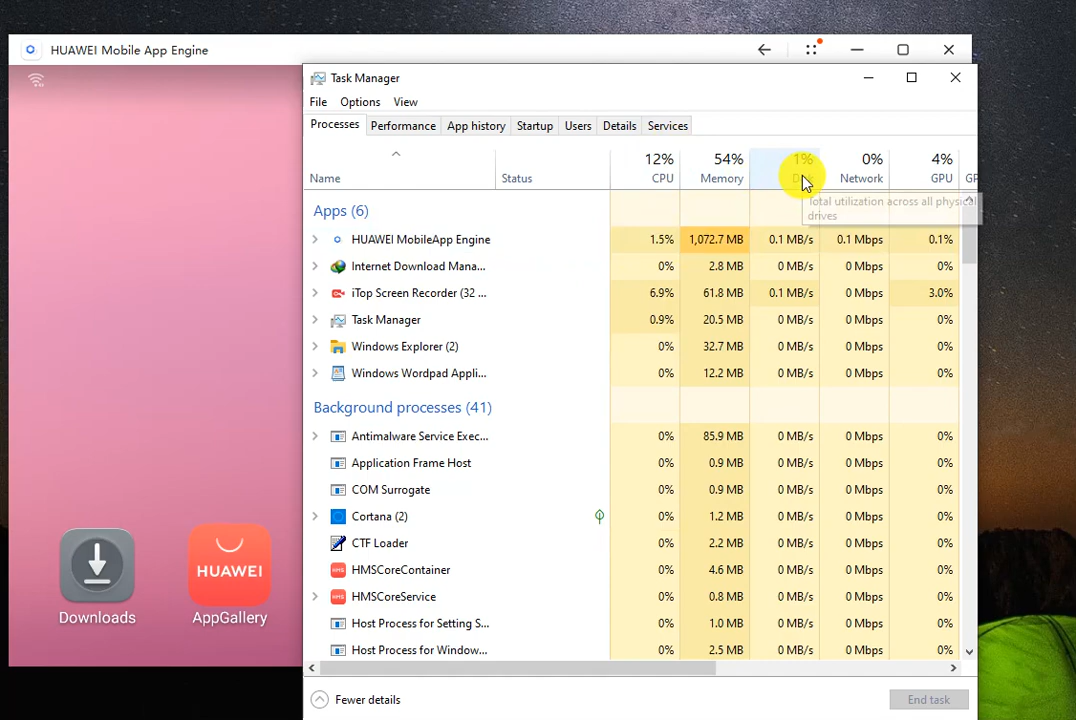 HUAWEI Mobile App Engine
Task Manager
File Options View
Processes Performance App history Startup Users Details Services
12% 54% 1% 0% 4%
Name Status CPU Memory Network GPU GP
Total utilization across all physical
drives
Apps (6)
HUAWEI MobileApp Engine 1.5% 1,072.7 MB 0.1 MB/s 0.1 Mbps 0.1%
Internet Download Mana... 0% 2.8 MB 0 MB/s 0 Mbps 0%
iTop Screen Recorder (32 ... 6.9% 61.8 MB 0.1 MB/s 0 Mbps 3.0%
Task Manager 0.9% 20.5 MB 0 MB/s 0 Mbps 0%
Windows Explorer (2) 0% 32.7 MB 0 MB/s 0 Mbps 0%
Windows Wordpad Appli... 0% 12.2 MB 0 MB/s 0 Mbps 0%
Background processes (41)
Antimalware Service Exec... 0% 85.9 MB 0 MB/s 0 Mbps 0%
Application Frame Host 0% 0.9 MB 0 MB/s 0 Mbps 0%
COM Surrogate 0% 0.9 MB 0 MB/s 0 Mbps 0%
Cortana (2) 0% 1.2 MB 0 MB/s 0 Mbps 0%
CTF Loader 0% 2.2 MB 0 MB/s 0 Mbps 0%
HMS HMSCoreContainer 0% 4.6 MB 0 MB/s 0 Mbps 0%
HMS HMSCoreService 0% 0.8 MB 0 MB/s 0 Mbps 0%
Host Process for Setting S... 0% 1.0 MB 0 MB/s 0 Mbps 0%
Host Process for Window... 0% 2.5 MB 0 MB/s 0 Mbps 0%
HUAWEI
Downloads AppGallery
Fewer details End task